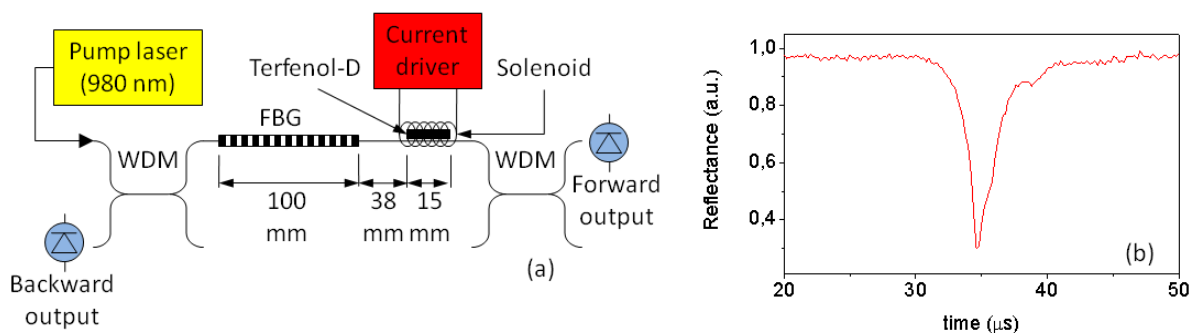 Pump laser
(980 nm)
Current
driver
Terfenol-D
Solenoid
FBG
WDM
WDM
100
mm
38
mm
15
mm
Forward
output
Backward
output
(a)
1,0
0,8
0,6
0,4
Reflectance (a.u.)
20
30
40
50
time (μs)
(b)